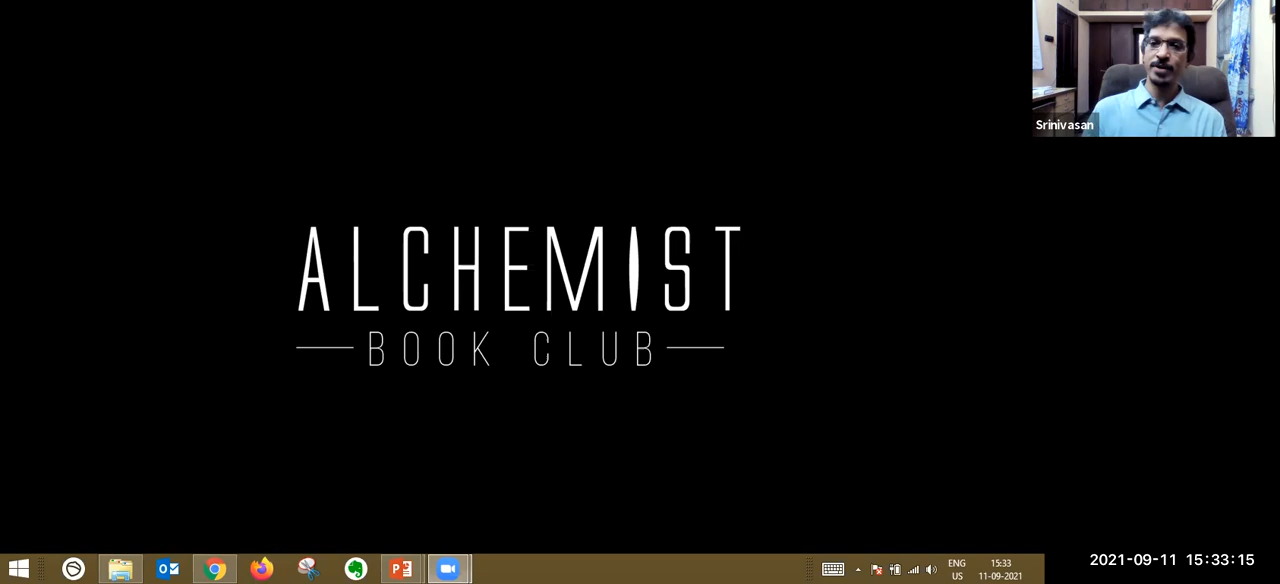 Srinivasan
ALCHEMIST
BOOK CLUB
ENG
US
15:33
11-09-2021
2021-09-11 15:33:15